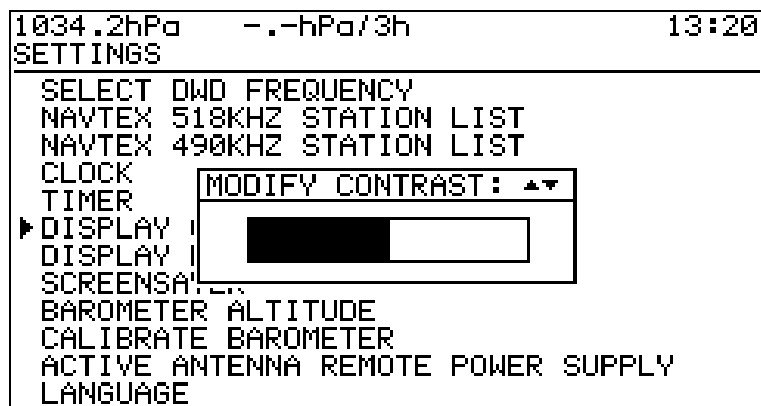 1034.2hPa -.-hPa/3h 13:20
SETTINGS
SELECT DWD FREQUENCY
NAVTEX 518KHZ STATION LIST
NAVTEX 490KHZ STATION LIST
CLOCK
MODIFY CONTRAST: ▲▼
TIMER
▶DISPLAY
DISPLAY
BAROMETER ALTITUDE
CALIBRATE BAROMETER
ACTIVE ANTENNA REMOTE POWER SUPPLY
LANGUAGE